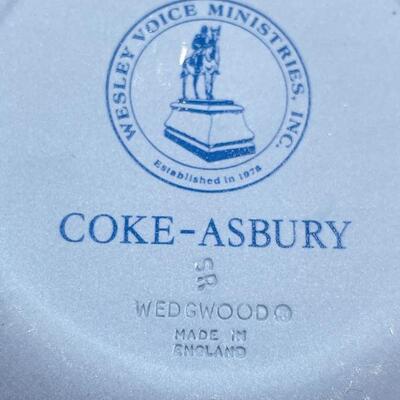 WESLEY VOICE MINISTRIES, INC.
Established in 1978
COKE-ASBURY
SR
WEDGWOOD®
MADE IN
ENGLAND